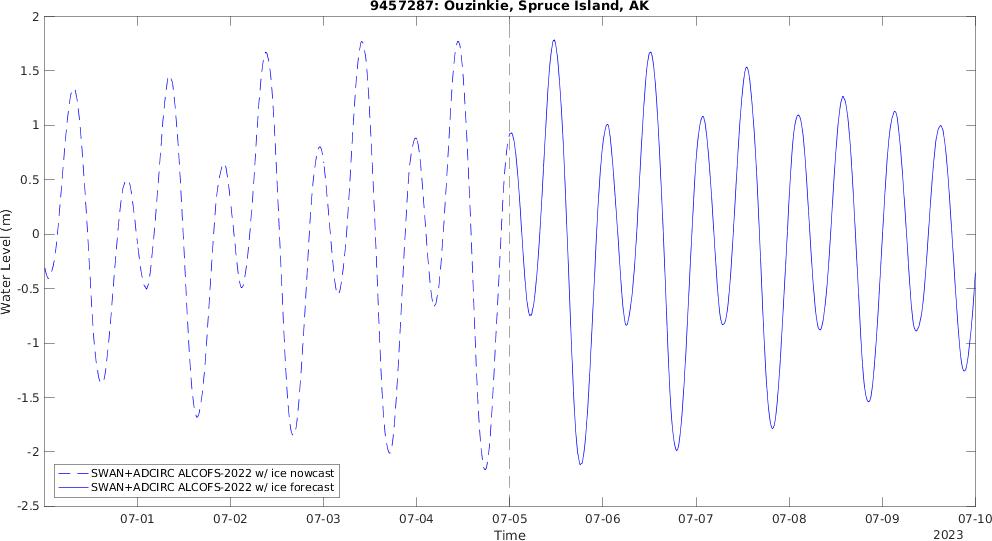 9457287: Ouzinkie, Spruce Island, AK
2
1.5
1
0.5
0
-0.5
-1
-1.5
-2
-2.5
Water Level (m)
SWAN+ADCIRC ALCOFS-2022 w/ ice nowcast
SWAN+ADCIRC ALCOFS-2022 w/ ice forecast
07-01 07-02 07-03 07-04 07-05 07-06 07-07 07-08 07-09 07-10
Time
2023